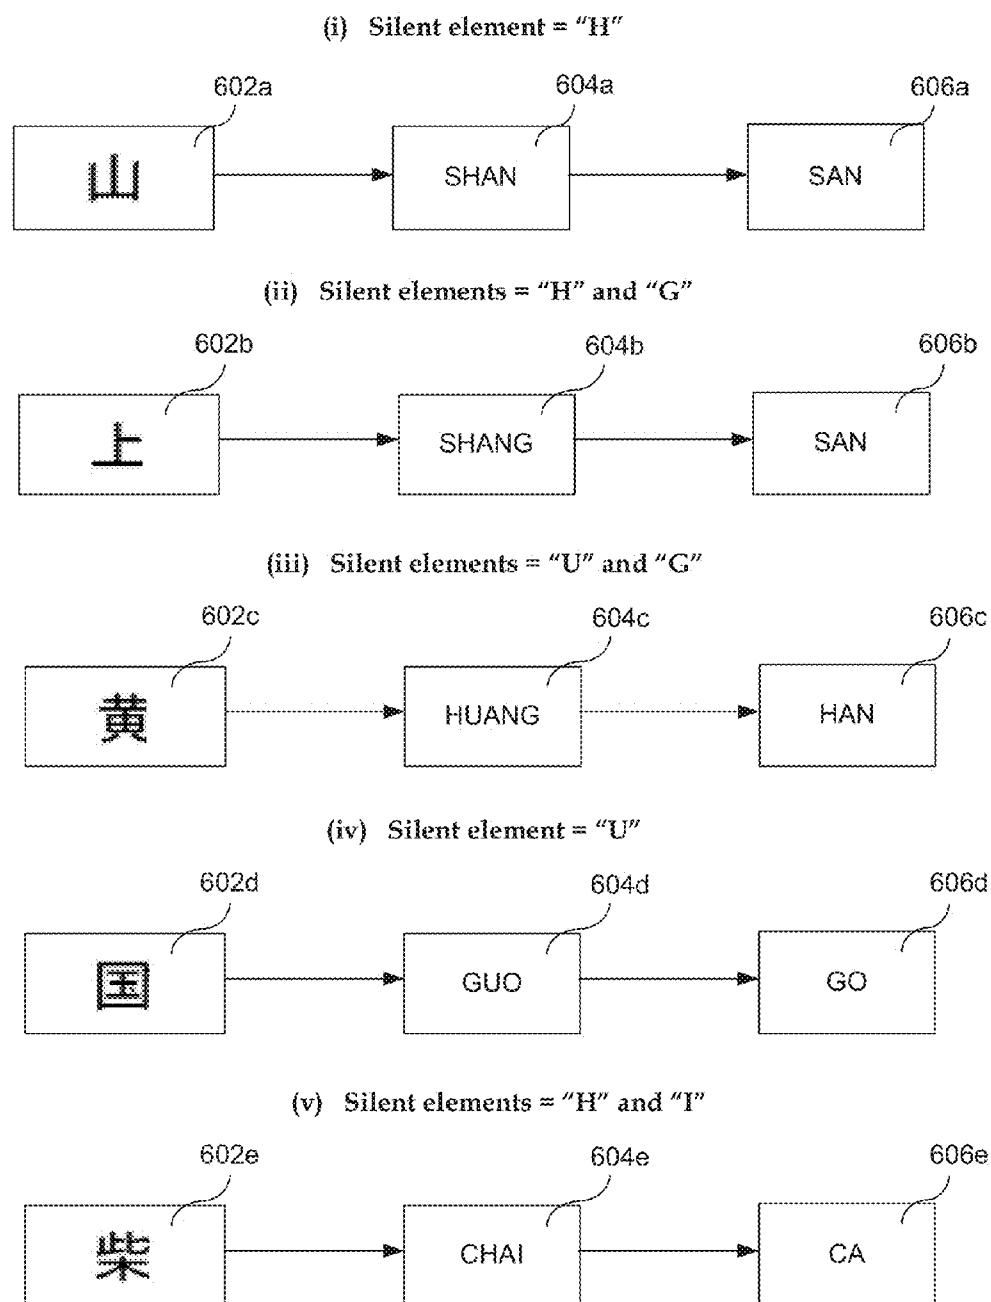 (i) Silent element = “H”
602a 604a 606a
山 SHAN SAN
(ii) Silent elements = “H” and “G”
602b 604b 606b
上 SHANG SAN
(iii) Silent elements = “U” and “G”
602c 604c 606c
黄 HUANG HAN
(iv) Silent element = “U”
602d 604d 606d
国 GUO GO
(v) Silent elements = “H” and “I”
602e 604e 606e
柴 CHAI CA